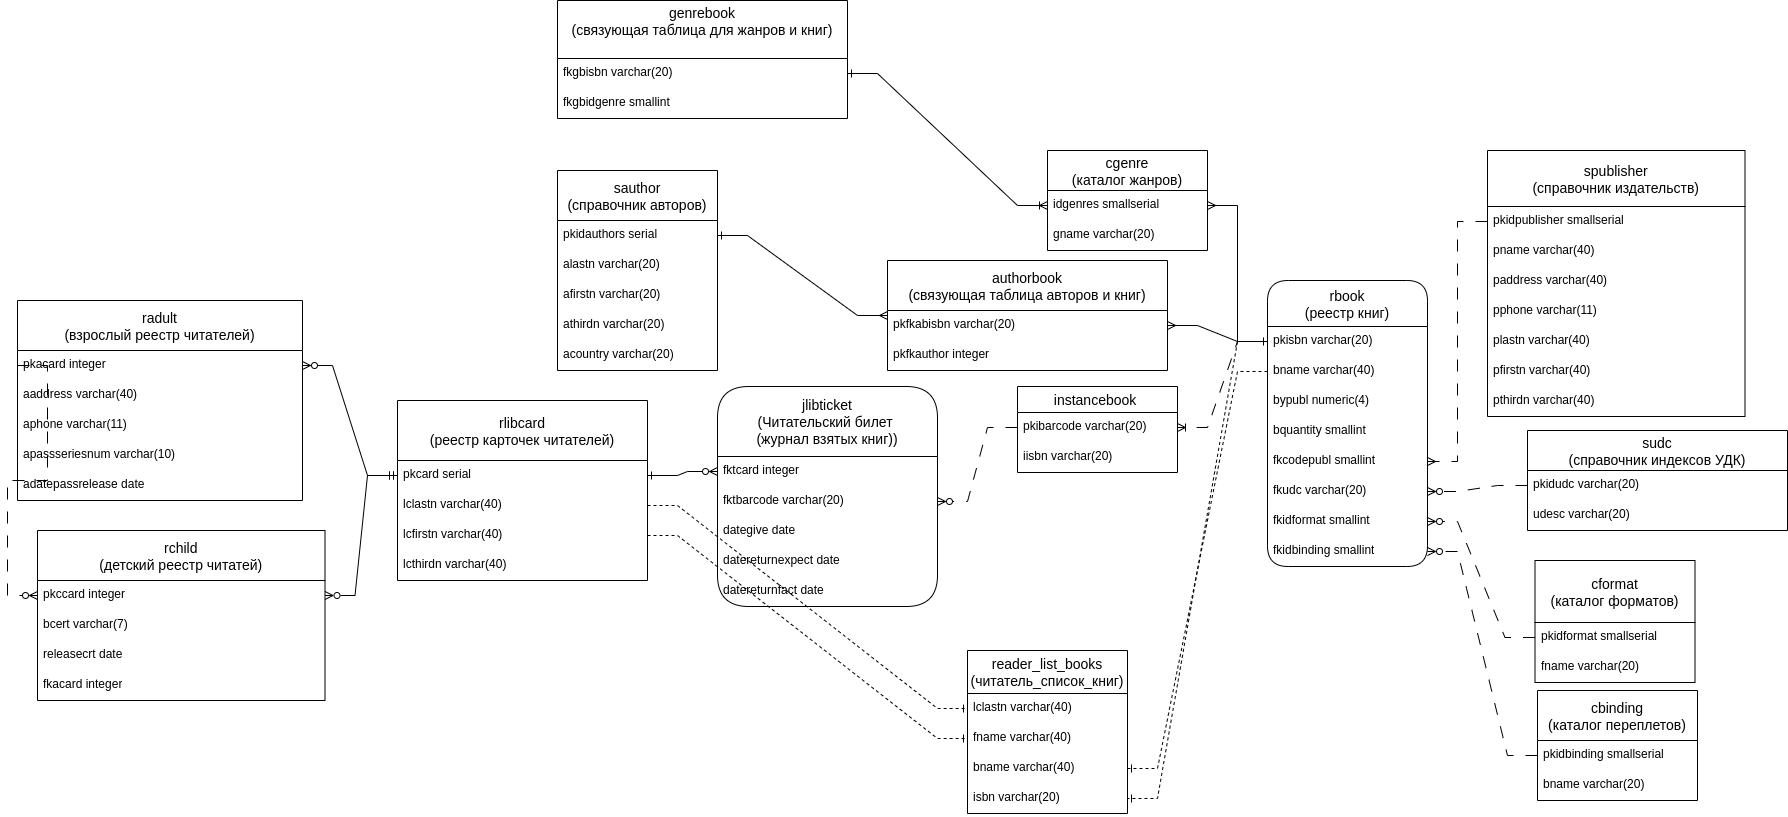 genrebook
(связующая таблица для жанров и книг)
fkgbisbn varchar(20)
fkgbidgenre smallint
cgenre
(каталог жанров)
idgenres smallserial
gname varchar(20)
spublisher
(справочник издательств)
pkidpublisher smallserial
pname varchar(40)
paddress varchar(40)
pphone varchar(11)
plastn varchar(40)
pfirstn varchar(40)
pthirdn varchar(40)
sauthor
(справочник авторов)
pkidauthors serial
alastn varchar(20)
afirstn varchar(20)
athirdn varchar(20)
acountry varchar(20)
authorbook
(связующая таблица авторов и книг)
pkfkabisbn varchar(20)
pkfkauthor integer
rbook
(реестр книг)
pkisbn varchar(20)
bname varchar(40)
bypubl numeric(4)
bquantity smallint
fkcodepubl smallint
fkudc varchar(20)
fkidformat smallint
fkidbinding smallint
radult
(взрослый реестр читателей)
pkacard integer
aaddress varchar(40)
aphone varchar(11)
apassseriesnum varchar(10)
adatepassrelease date
rlibcard
(реестр карточек читателей)
pkcard serial
lclastn varchar(40)
lcfirstn varchar(40)
lcthirdn varchar(40)
jlibticket
(Читательский билет
(журнал взятых книг))
fktcard integer
fktbarcode varchar(20)
dategive date
datereturnexpect date
datereturnfact date
instancebook
pkibarcode varchar(20)
iisbn varchar(20)
sudc
(справочник индексов УДК)
pkidudc varchar(20)
udesc varchar(20)
rchild
(детский реестр читатей)
pkccard integer
bcert varchar(7)
releasecrt date
fkacard integer
cformat
(каталог форматов)
pkidformat smallserial
fname varchar(20)
reader_list_books
(читатель_список_книг)
lclastn varchar(40)
fname varchar(40)
bname varchar(40)
isbn varchar(20)
cbinding
(каталог переплетов)
pkidbinding smallserial
bname varchar(20)